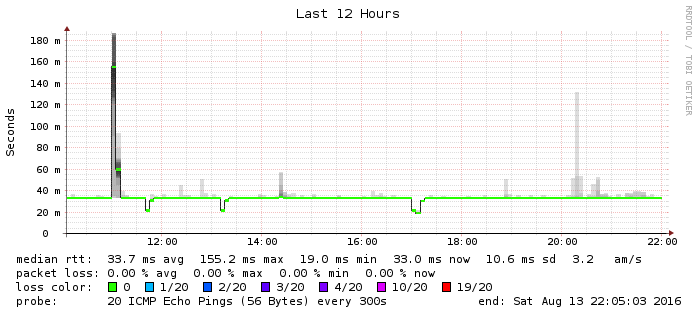 Last 12 Hours
RRDTOOL / TOBI OETIKER
Seconds
180 m
160 m
140 m
120 m
100 m
80 m
60 m
40 m
20 m
0
12:00 14:00 16:00 18:00 20:00 22:00
median rtt: 33.7 ms avg 155.2 ms max 19.0 ms min 33.0 ms now 10.6 ms sd 3.2 am/s
packet loss: 0.00 % avg 0.00 % max 0.00 % min 0.00 % now
loss color: 0 1/20 2/20 3/20 4/20 10/20 19/20
probe: 20 ICMP Echo Pings (56 Bytes) every 300s end: Sat Aug 13 22:05:03 2016